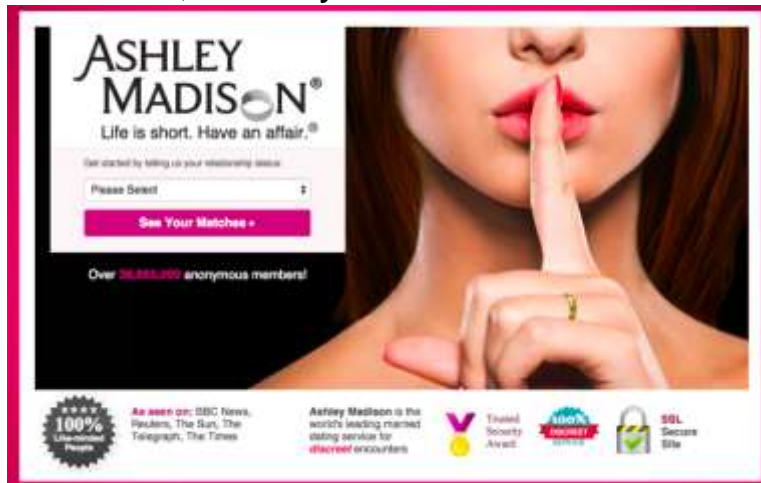 ASHLEY
MADISON®
Life is short. Have an affair.®
Get started by telling us your relationship status:
Please Select
See Your Matches »
Over anonymous members!
100%
Like-minded
People
As seen on: BBC News,
Reuters, The Sun, The
Telegraph, The Times
Ashley Madison is the
world's leading married
dating service for
discreet encounters
Trusted
Security
Award
100%
DISCREET
SERVICE
SSL
Secure
Site